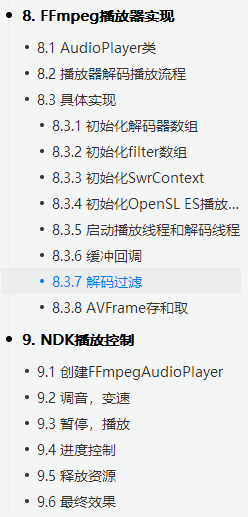 8. FFmpeg播放器实现
8.1 AudioPlayer类
8.2 播放器解码播放流程
8.3 具体实现
8.3.1 初始化解码器数组
8.3.2 初始化filter数组
8.3.3 初始化SwrContext
8.3.4 初始化OpenSL ES播放...
8.3.5 启动播放线程和解码线程
8.3.6 缓冲回调
8.3.7 解码过滤
8.3.8 AVFrame存和取
9. NDK播放控制
9.1 创建FFmpegAudioPlayer
9.2 调音，变速
9.3 暂停，播放
9.4 进度控制
9.5 释放资源
9.6 最终效果